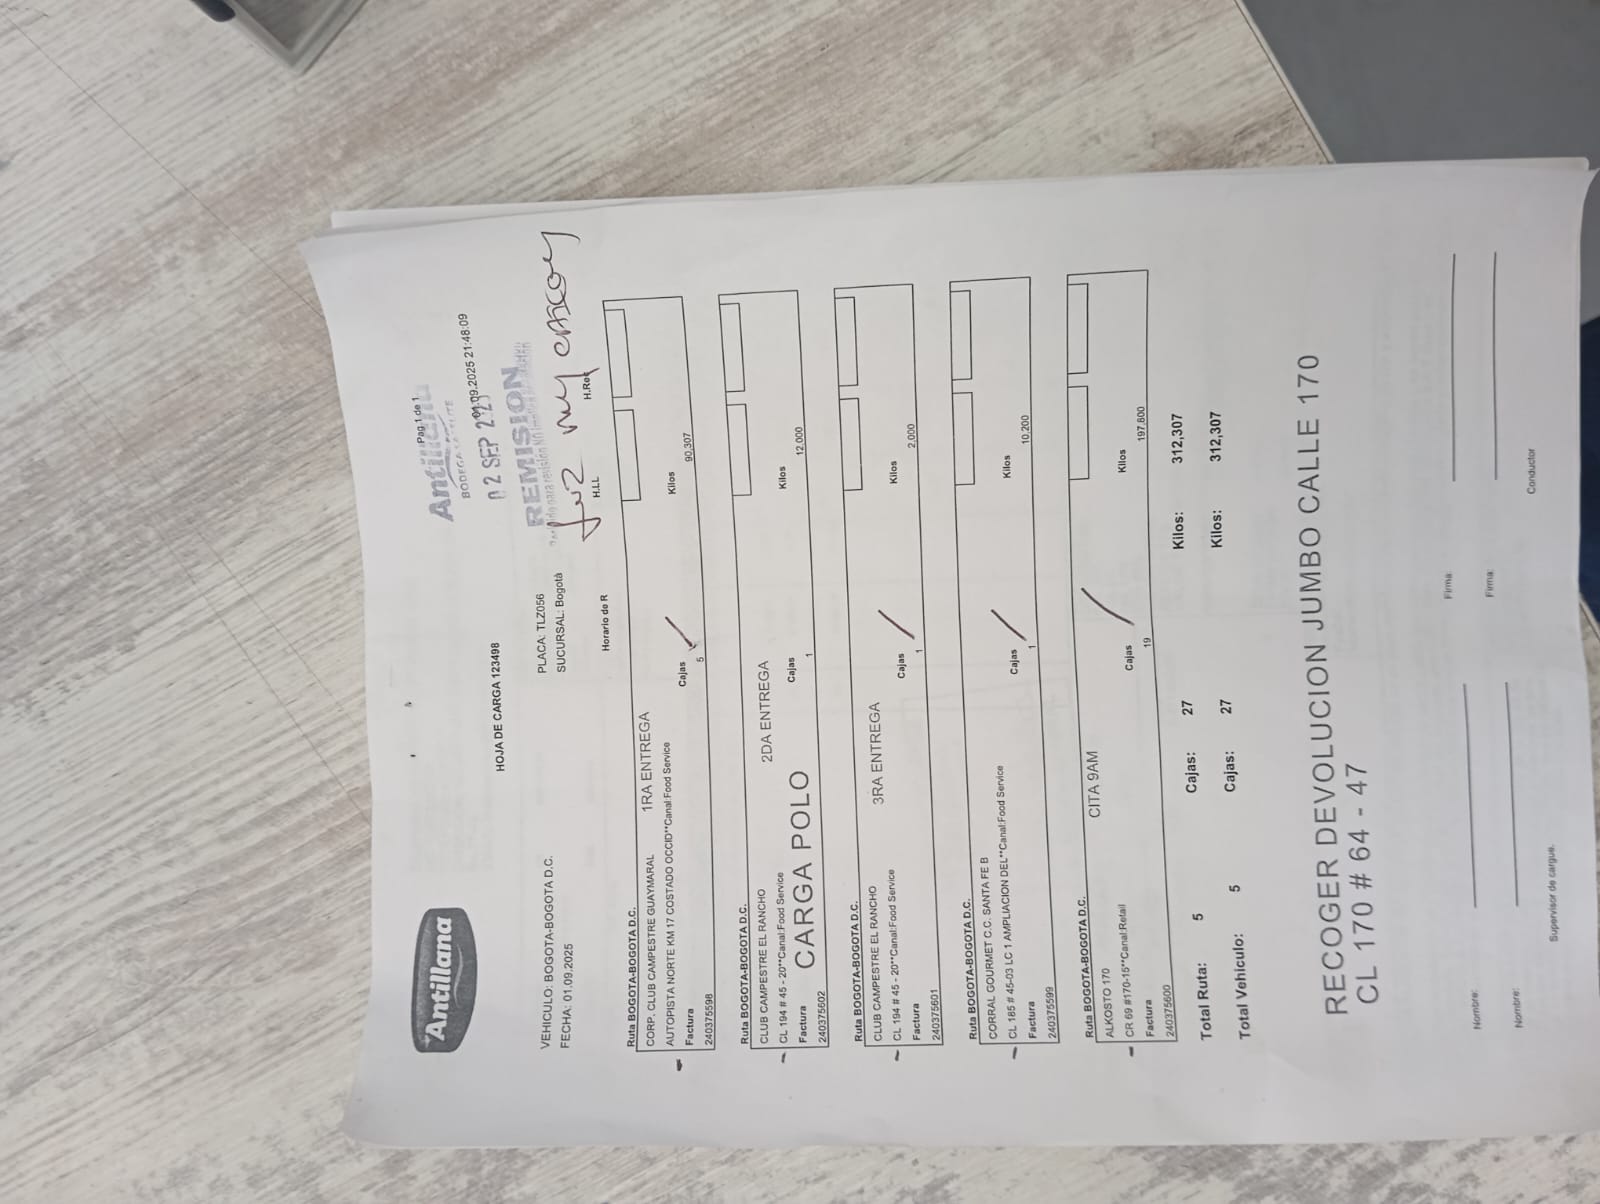 Antillana
Pag.1 de 1
Antillana
BODEGA
01.09.2025 21:48:09
02 SEP 2025
HOJA DE CARGA 123498
REMISION
VEHICULO: BOGOTA-BOGOTA D.C.
PLACA: TLZ056
FECHA: 01.09.2025
SUCURSAL: Bogotá
Horario de R
H.LL
Ruta BOGOTA-BOGOTA D.C.
CORP. CLUB CAMPESTRE GUAYMARAL
1RA ENTREGA
AUTOPISTA NORTE KM 17 COSTADO OCCID**Canal:Food Service
Factura Cajas Kilos
240375598 5 90,307
Ruta BOGOTA-BOGOTA D.C.
CLUB CAMPESTRE EL RANCHO
2DA ENTREGA
CL 194 # 45 - 20**Canal:Food Service
Factura Cajas Kilos
CARGA POLO
240375602 1 12,000
Ruta BOGOTA-BOGOTA D.C.
CLUB CAMPESTRE EL RANCHO
3RA ENTREGA
CL 194 # 45 - 20**Canal:Food Service
Factura Cajas Kilos
240375601 1 2,000
Ruta BOGOTA-BOGOTA D.C.
CORRAL GOURMET C.C. SANTA FE B
CL 185 # 45-03 LC 1 AMPLIACION DEL**Canal:Food Service
Factura Cajas Kilos
240375599 1 10,200
Ruta BOGOTA-BOGOTA D.C.
ALKOSTO 170
CITA 9AM
CR 69 #170-15**Canal:Retail
Factura Cajas Kilos
240375600 19 197,800
Total Ruta: 5 Cajas: 27 Kilos: 312,307
Total Vehiculo: 5 Cajas: 27 Kilos: 312,307
RECOGER DEVOLUCION JUMBO CALLE 170
CL 170 # 64 - 47
Nombre: Firma:
Nombre: Firma:
Supervisor de cargue. Conductor